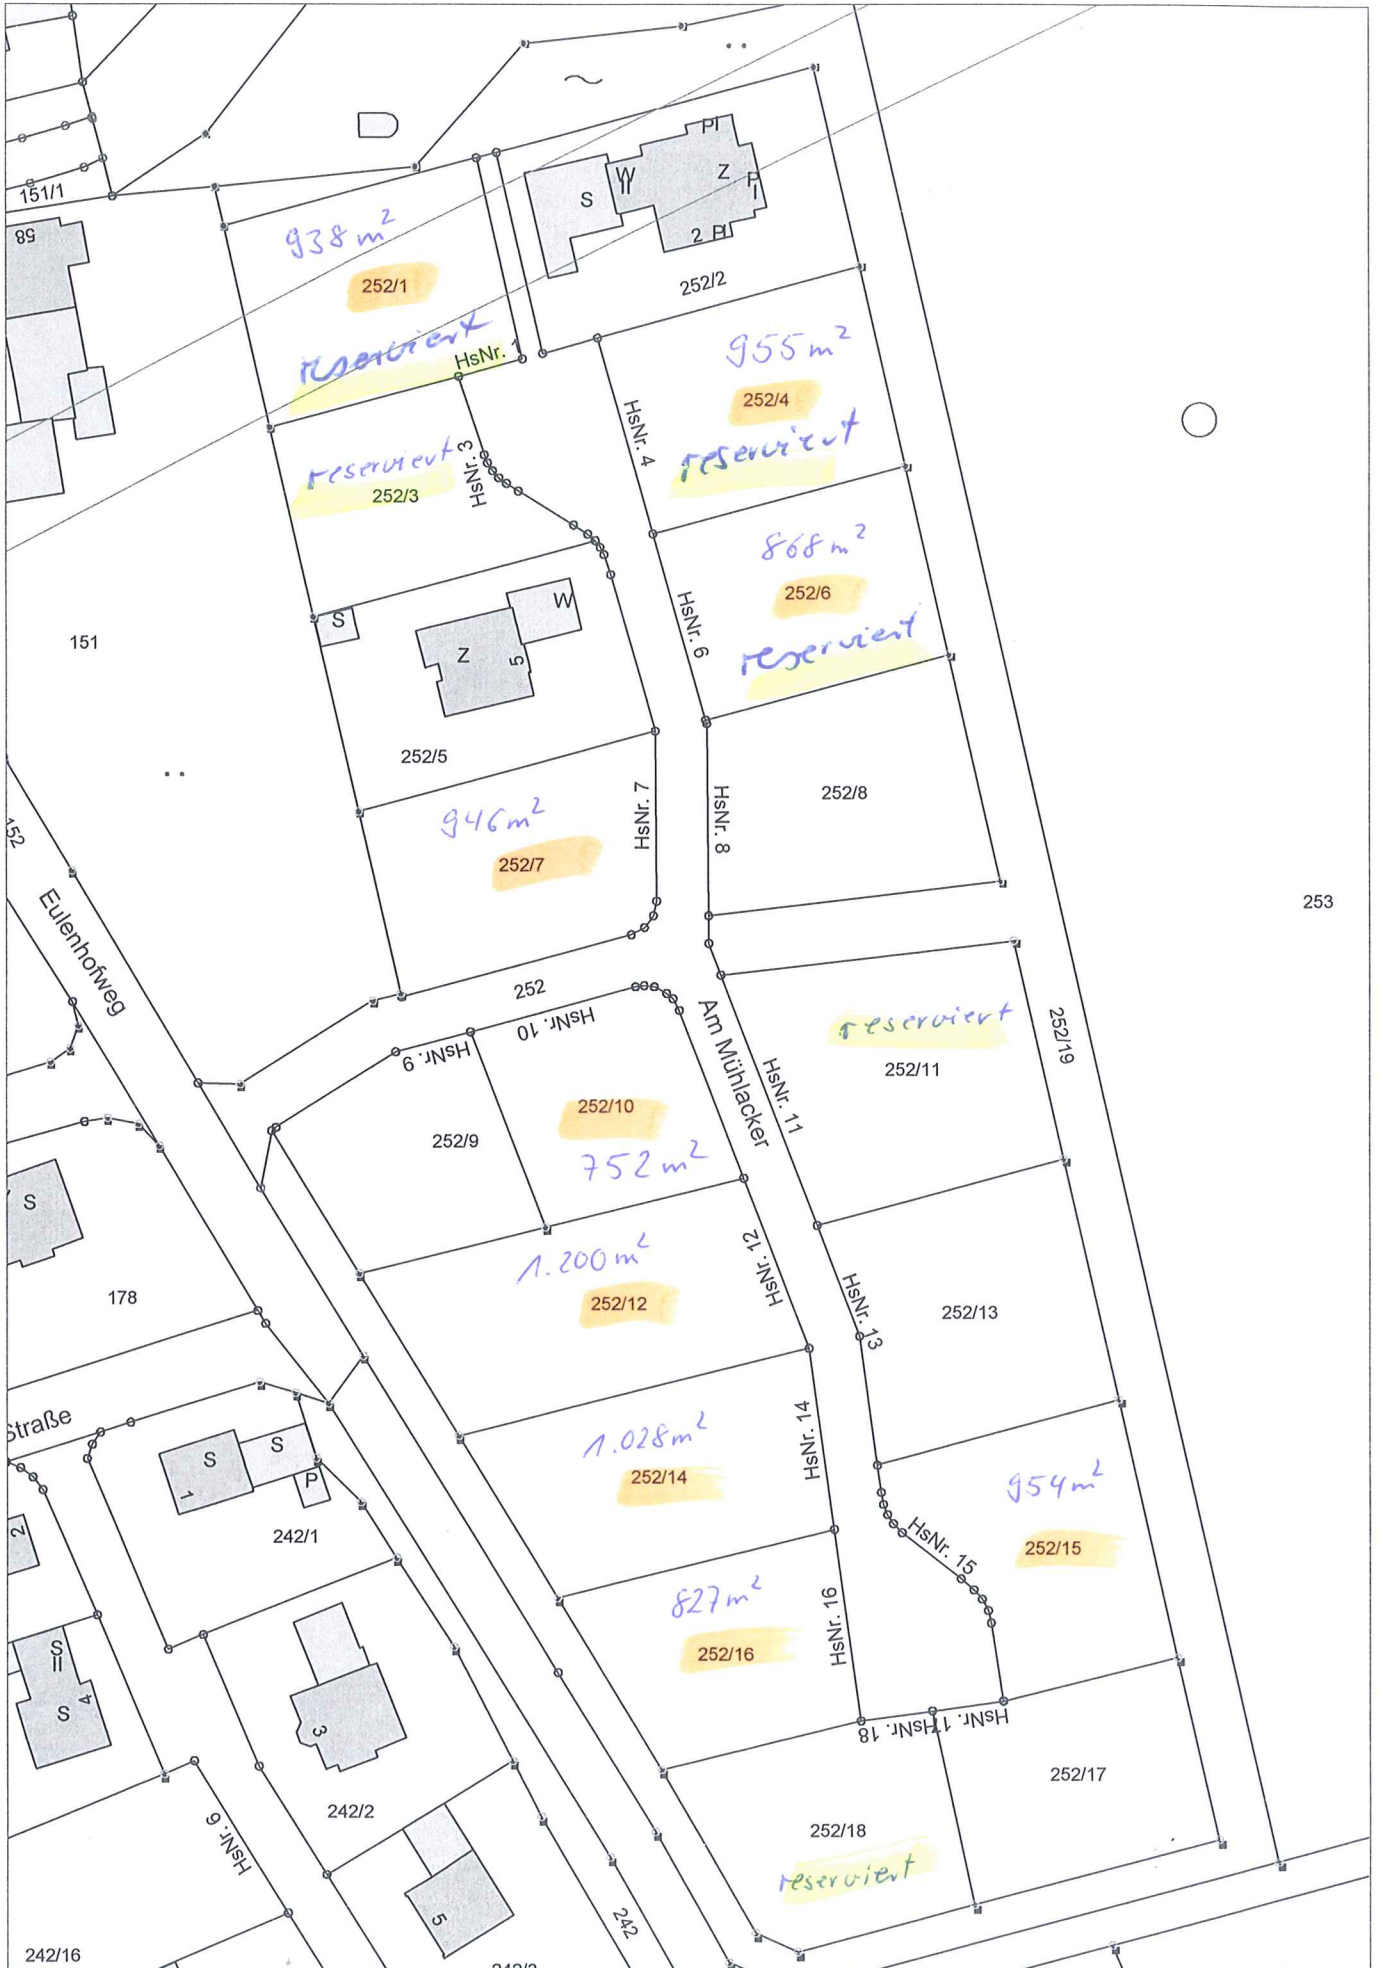 151/1
58
938 m²
252/1
reserviert
HsNr. 1
S
W
II
PI
Z
PI
2 PI
252/2
955 m²
252/4
reserviert
HsNr. 4
reserviert
252/3
HsNr. 3
868 m²
252/6
reserviert
HsNr. 6
151
S
W
Z
5
252/5
252/8
HsNr. 8
946 m²
252/7
HsNr. 7
152
Eulenhofweg
253
252
HsNr. 10
HsNr. 9
Am Mühlacker
reserviert
252/11
HsNr. 11
252/19
252/10
752 m²
252/9
S
178
1.200 m²
252/12
HsNr. 12
HsNr. 13
252/13
Straße
S
S
P
1
242/1
2
1.028 m²
252/14
HsNr. 14
954 m²
252/15
HsNr. 15
827 m²
252/16
HsNr. 16
S
II
S
4
3
242/2
HsNr. 18
HsNr. 17
252/17
252/18
reserviert
HsNr. 6
5
242
242/16